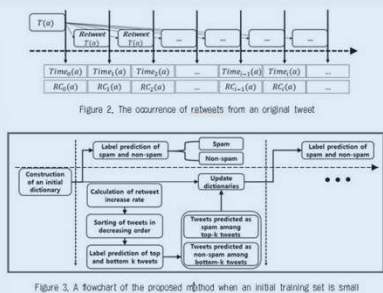 T(a)
Retweet
T(a)
Retweet
T(a)
...
...
...
...
Time₀(a) Time₁(a) Time₂(a) ... Timeᵢ₋₁(a) Timeᵢ(a) ...
RC₀(a) RC₁(a) RC₂(a) ... RCᵢ₋₁(a) RCᵢ(a) ...
Figure 2. The occurrence of retweets from an original tweet
Label prediction of
spam and non-spam
Spam
Non-spam
Label prediction of
spam and non-spam
Construction
of an initial
dictionary
Update
dictionaries
Calculation of retweet
increase rate
Sorting of tweets in
decreasing order
Label prediction of top
and bottom k tweets
Tweets predicted as
spam among
top-k tweets
Tweets predicted as
non-spam among
bottom-k tweets
Figure 3. A flowchart of the proposed method when an initial training set is small